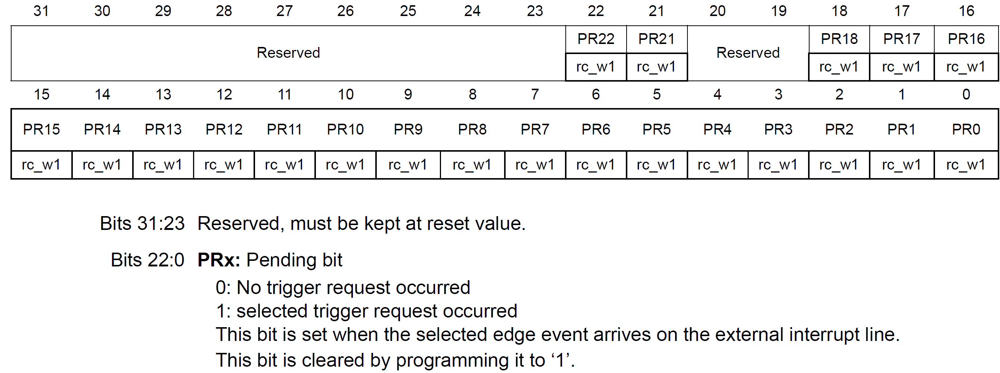 31 30 29 28 27 26 25 24 23 22 21 20 19 18 17 16
Reserved PR22 PR21 Reserved PR18 PR17 PR16
rc_w1 rc_w1 rc_w1 rc_w1 rc_w1
15 14 13 12 11 10 9 8 7 6 5 4 3 2 1 0
PR15 PR14 PR13 PR12 PR11 PR10 PR9 PR8 PR7 PR6 PR5 PR4 PR3 PR2 PR1 PR0
rc_w1 rc_w1 rc_w1 rc_w1 rc_w1 rc_w1 rc_w1 rc_w1 rc_w1 rc_w1 rc_w1 rc_w1 rc_w1 rc_w1 rc_w1 rc_w1
Bits 31:23 Reserved, must be kept at reset value.
Bits 22:0 PRx: Pending bit
0: No trigger request occurred
1: selected trigger request occurred
This bit is set when the selected edge event arrives on the external interrupt line.
This bit is cleared by programming it to ‘1’.